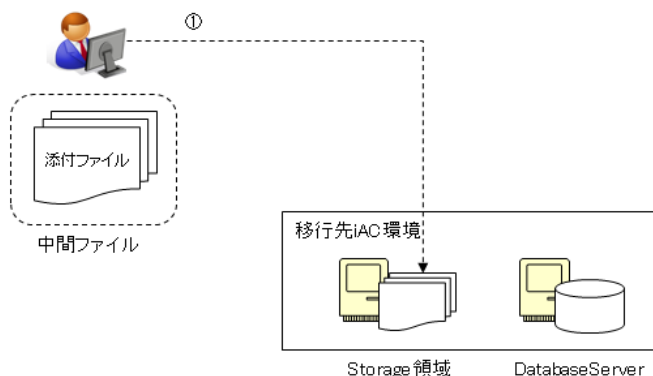 ①
添付ファイル
中間ファイル
移行先iAC環境
Storage領域
DatabaseServer